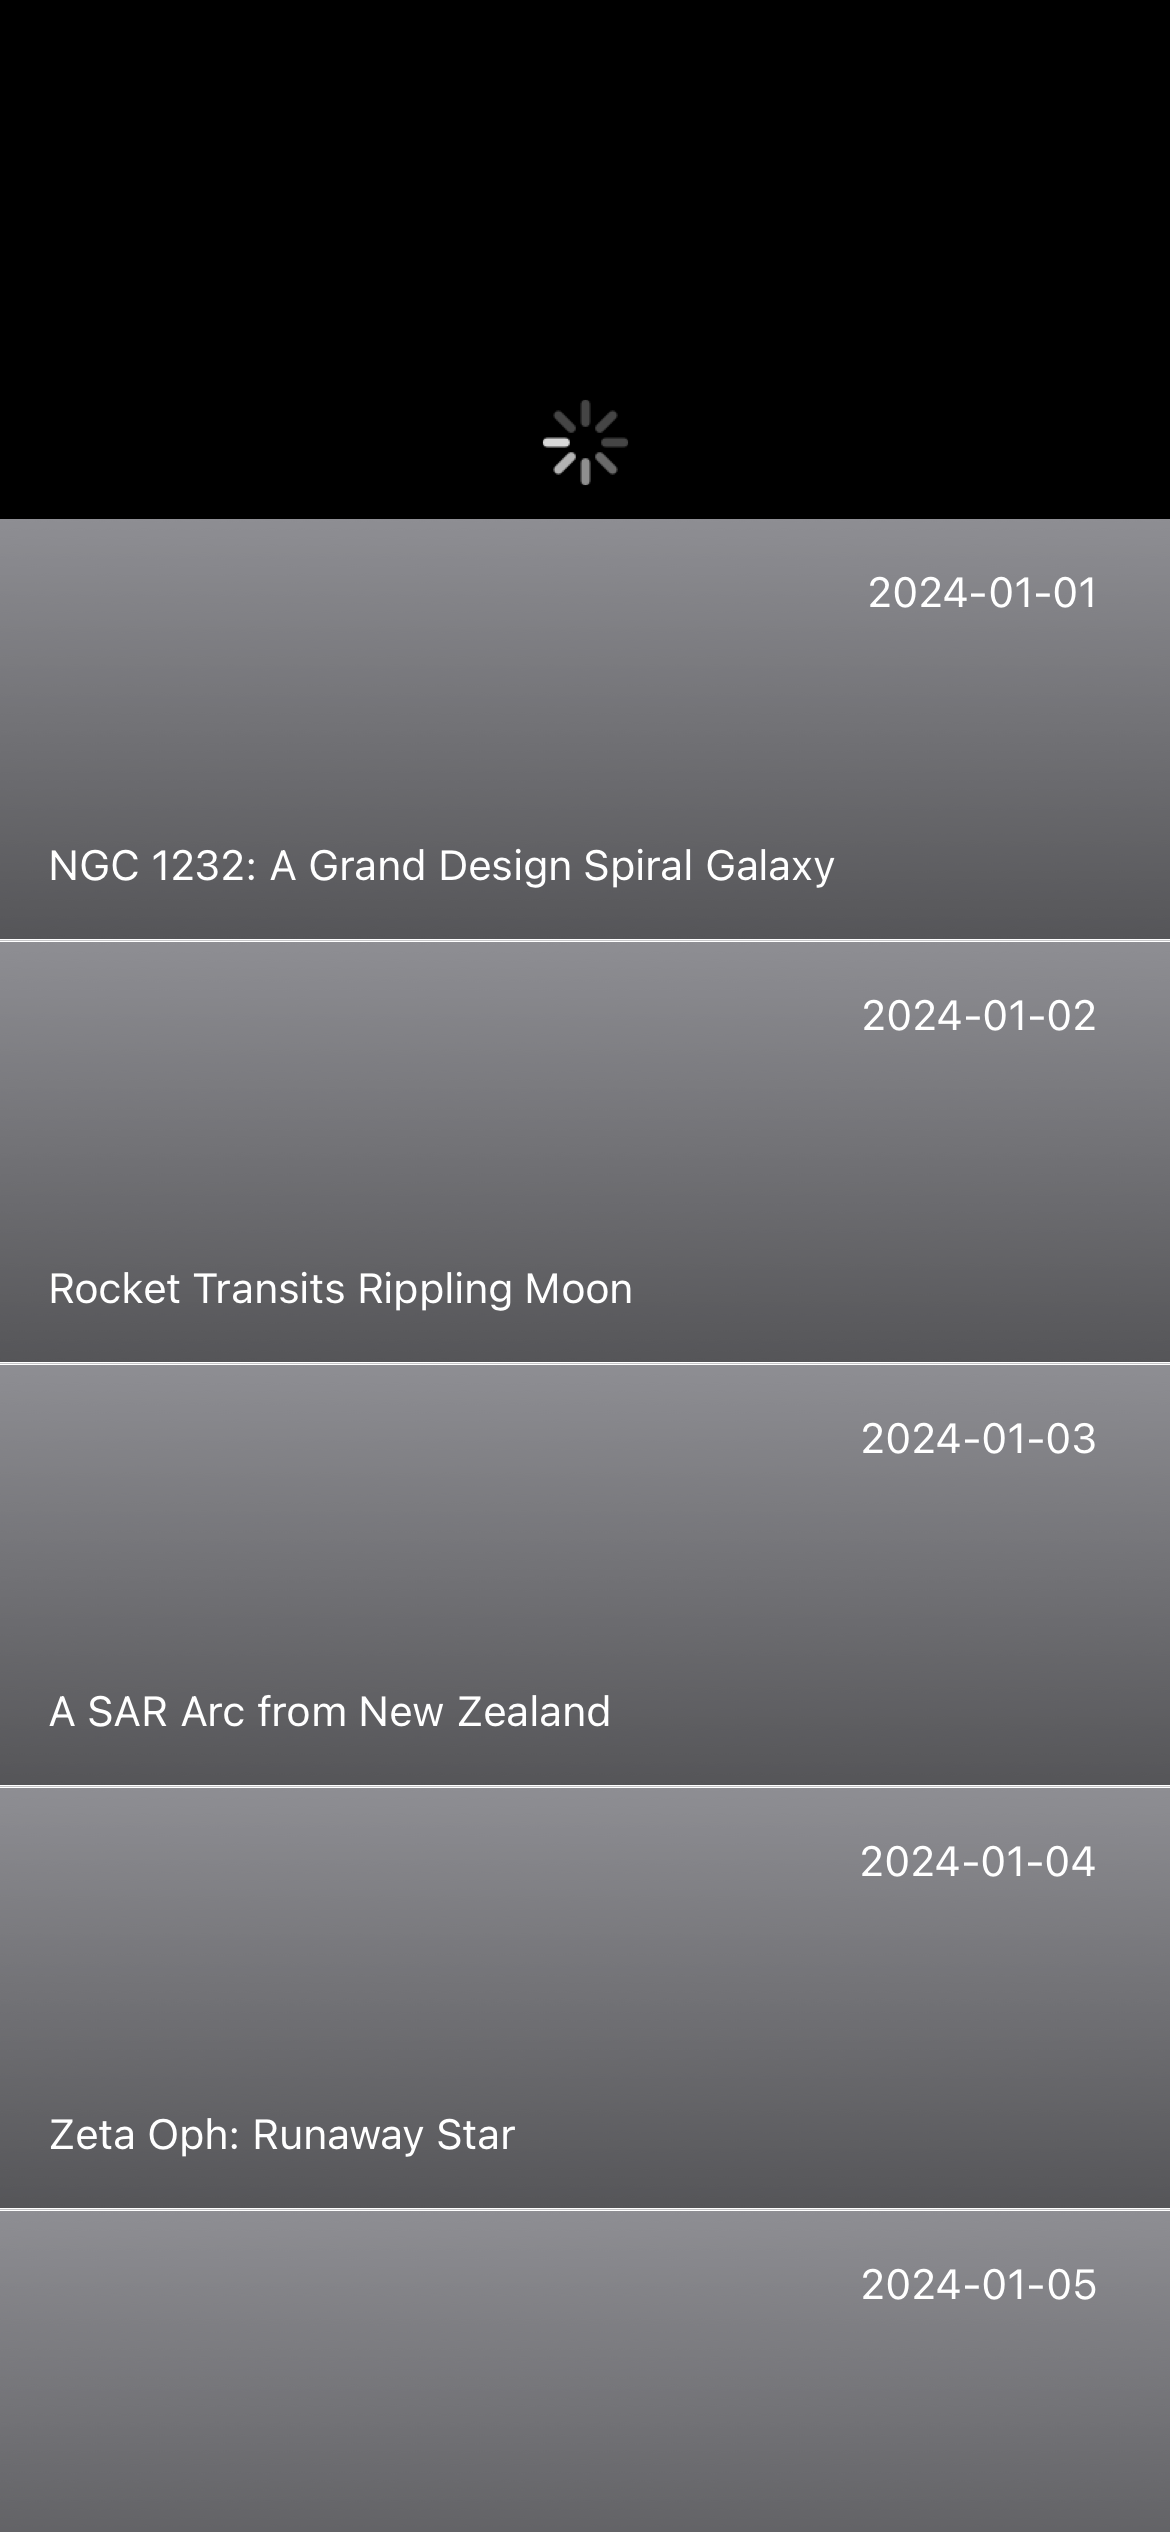 2024-01-01
NGC 1232: A Grand Design Spiral Galaxy
2024-01-02
Rocket Transits Rippling Moon
2024-01-03
A SAR Arc from New Zealand
2024-01-04
Zeta Oph: Runaway Star
2024-01-05